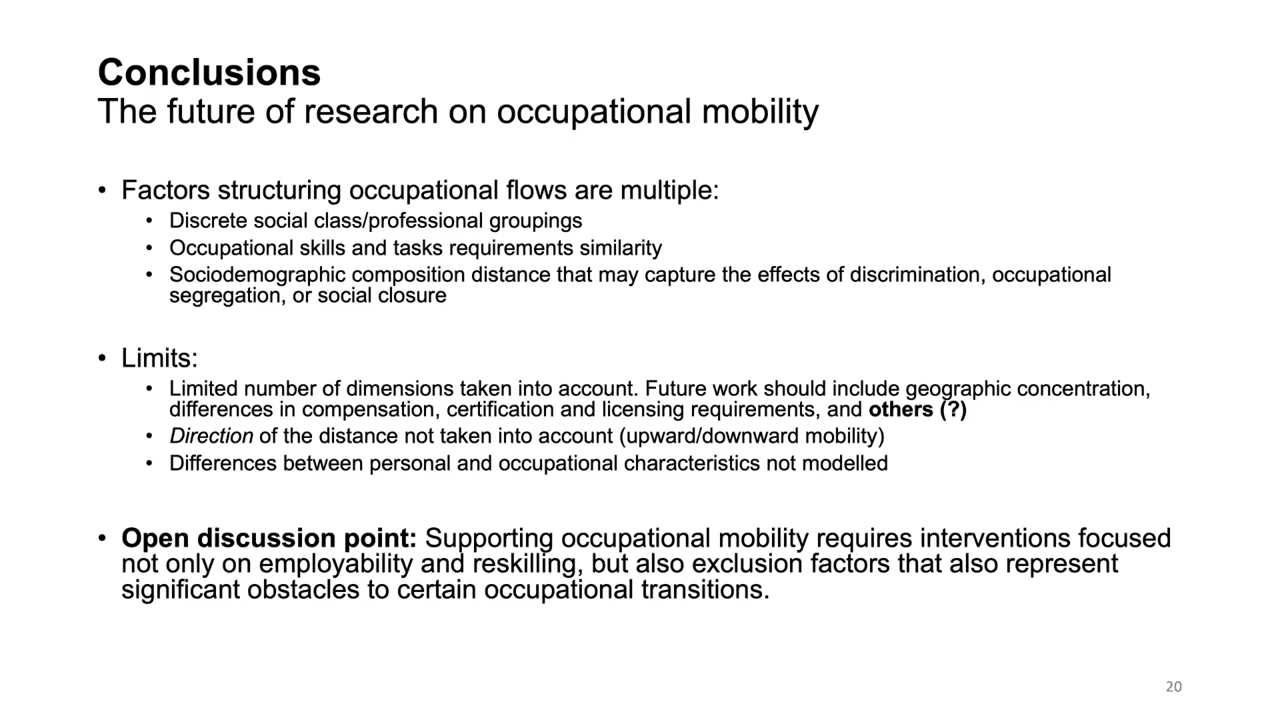 Conclusions
The future of research on occupational mobility
• Factors structuring occupational flows are multiple:
• Discrete social class/professional groupings
• Occupational skills and tasks requirements similarity
• Sociodemographic composition distance that may capture the effects of discrimination, occupational
segregation, or social closure
• Limits:
• Limited number of dimensions taken into account. Future work should include geographic concentration,
differences in compensation, certification and licensing requirements, and others (?)
• Direction of the distance not taken into account (upward/downward mobility)
• Differences between personal and occupational characteristics not modelled
• Open discussion point: Supporting occupational mobility requires interventions focused
not only on employability and reskilling, but also exclusion factors that also represent
significant obstacles to certain occupational transitions.
20